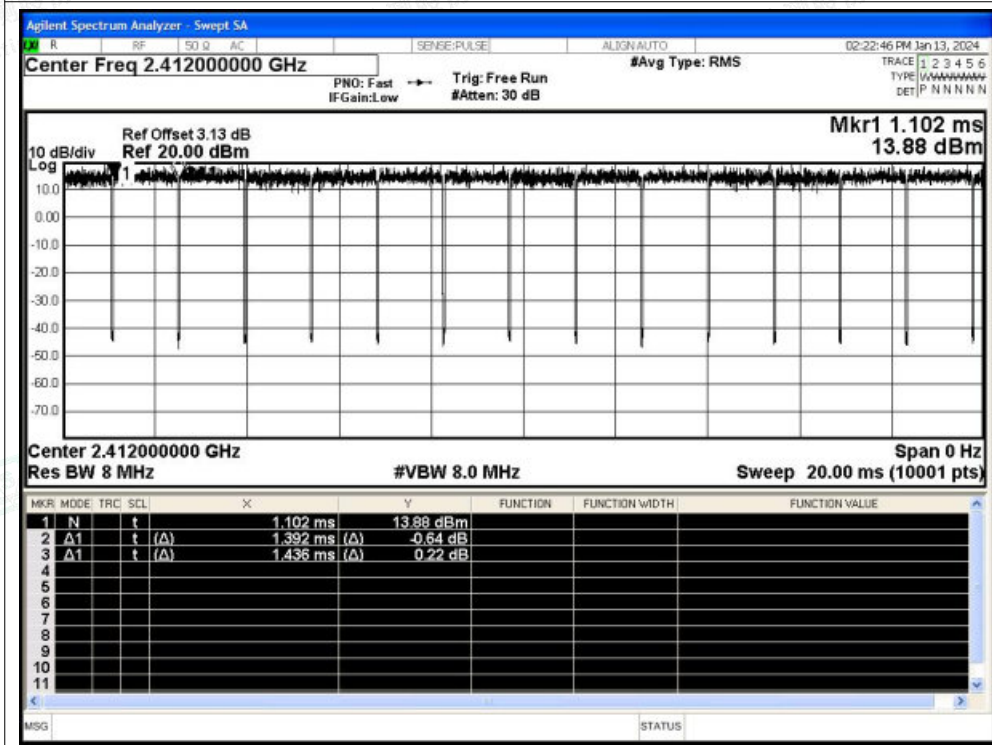 Agilent Spectrum Analyzer - Swept SA
R RF 50 Ω AC SENSE:PULSE ALIGN AUTO 02:22:46 PM Jan 13, 2024
Center Freq 2.412000000 GHz #Avg Type: RMS TRACE 1 2 3 4 5 6
PNO: Fast Trig: Free Run TYPE
IFGain:Low #Atten: 30 dB DET P N N N N N
Mkr1 1.102 ms
Ref Offset 3.13 dB
10 dB/div Ref 20.00 dBm 13.88 dBm
Log
1
10.0
0.00
-10.0
-20.0
-30.0
-40.0
-50.0
-60.0
-70.0
Center 2.412000000 GHz Span 0 Hz
Res BW 8 MHz #VBW 8.0 MHz Sweep 20.00 ms (10001 pts)
MKR MODE TRC SCL X Y FUNCTION FUNCTION WIDTH FUNCTION VALUE
1 N t 1.102 ms 13.88 dBm
2 Δ1 t (Δ) 1.392 ms (Δ) -0.64 dB
3 Δ1 t (Δ) 1.436 ms (Δ) 0.22 dB
4
5
6
7
8
9
10
11
MSG STATUS